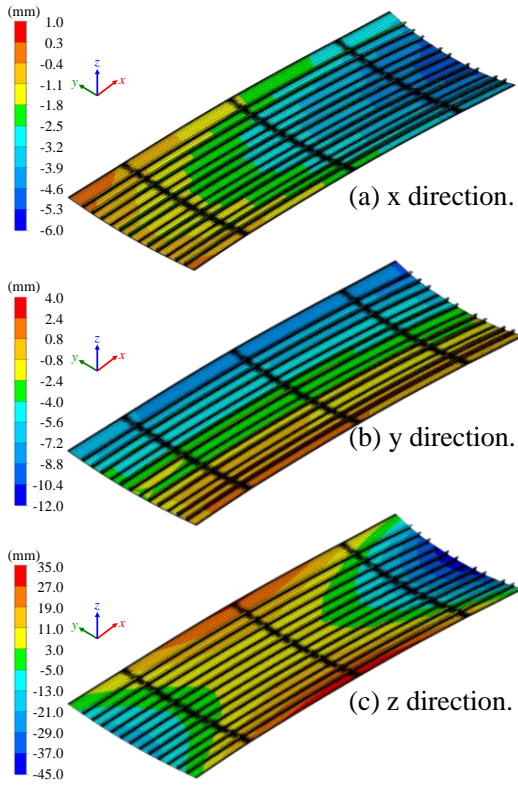 (mm)
1.0
0.3
-0.4
-1.1
-1.8
-2.5
-3.2
-3.9
-4.6
-5.3
-6.0
z
y
x
(a) x direction.
(mm)
4.0
2.4
0.8
-0.8
-2.4
-4.0
-5.6
-7.2
-8.8
-10.4
-12.0
z
y
x
(b) y direction.
(mm)
35.0
27.0
19.0
11.0
3.0
-5.0
-13.0
-21.0
-29.0
-37.0
-45.0
z
y
x
(c) z direction.